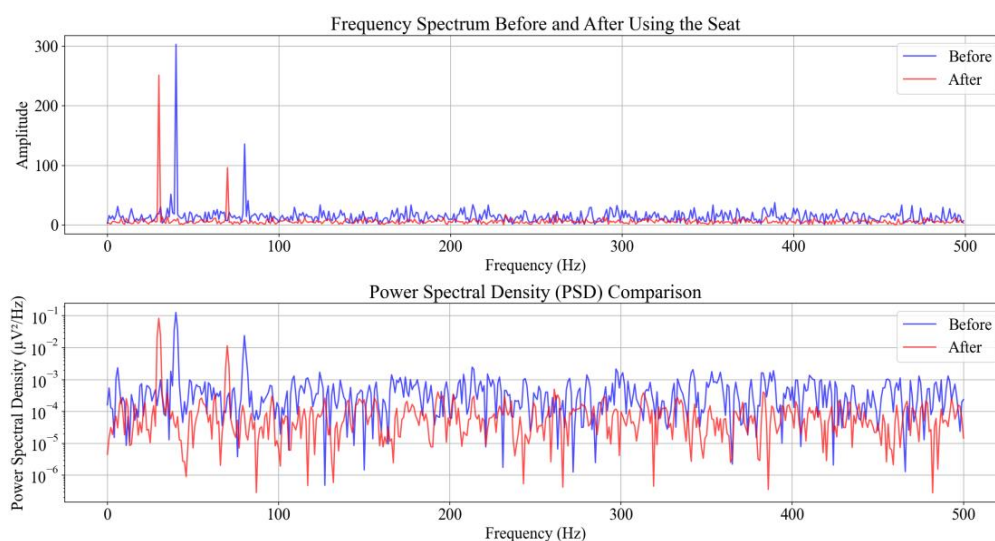 Frequency Spectrum Before and After Using the Seat
300
200
100
0
Amplitude
Before
After
0 100 200 300 400 500
Frequency (Hz)
Power Spectral Density (PSD) Comparison
10⁻¹
10⁻²
10⁻³
10⁻⁴
10⁻⁵
10⁻⁶
Power Spectral Density (µV²/Hz)
Before
After
0 100 200 300 400 500
Frequency (Hz)